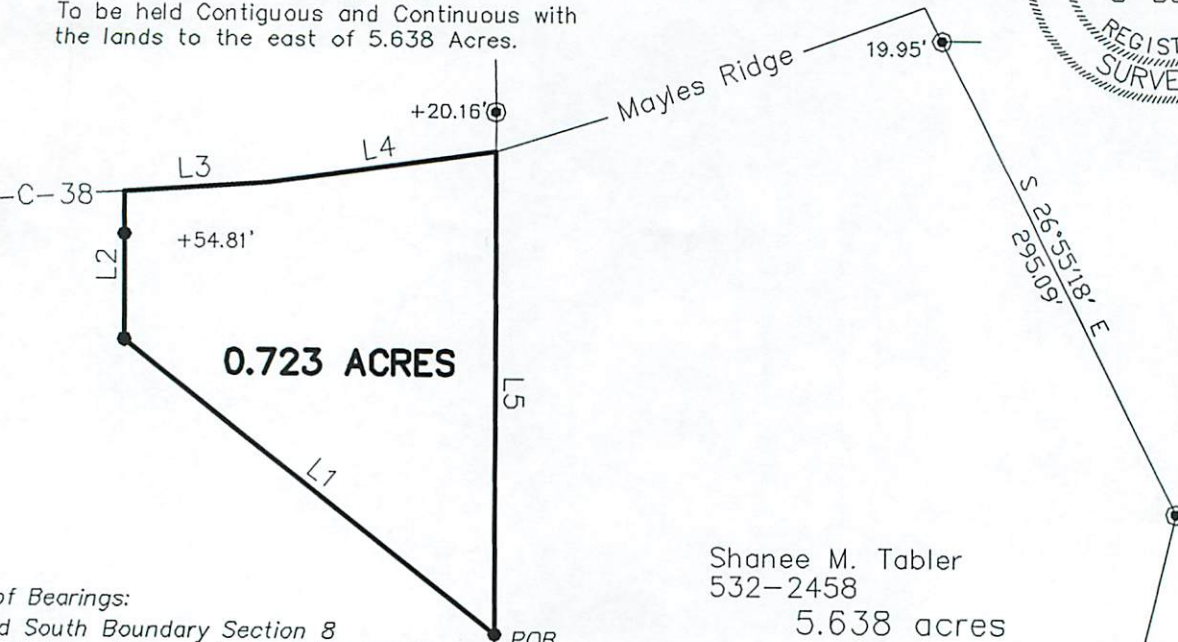 To be held Contiguous and Continuous with
the lands to the east of 5.638 Acres.
REGIST
SURVE
19.95'
Mayles Ridge
+20.16'
L4
L3
-C-38
+54.81'
L2
S 26°55'18" E
295.09'
0.723 ACRES
L5
L1
Shanee M. Tabler
532-2458
5.638 acres
of Bearings:
d South Boundary Section 8
POB